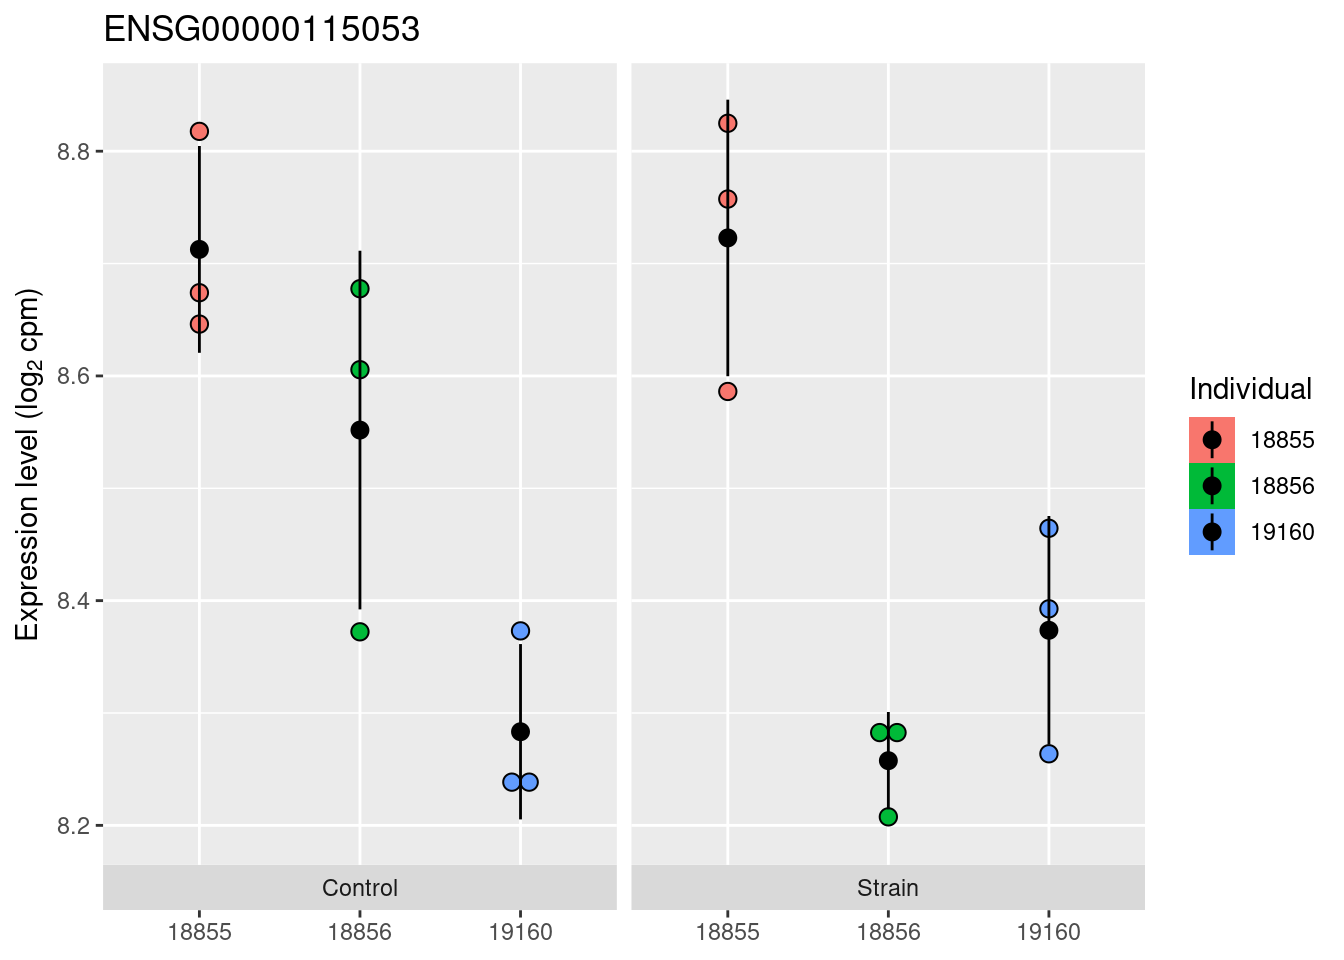 ENSG00000115053
Expression level (log2 cpm)
8.8
8.6
8.4
8.2
Control
Strain
18855
18856
19160
18855
18856
19160
Individual
18855
18856
19160